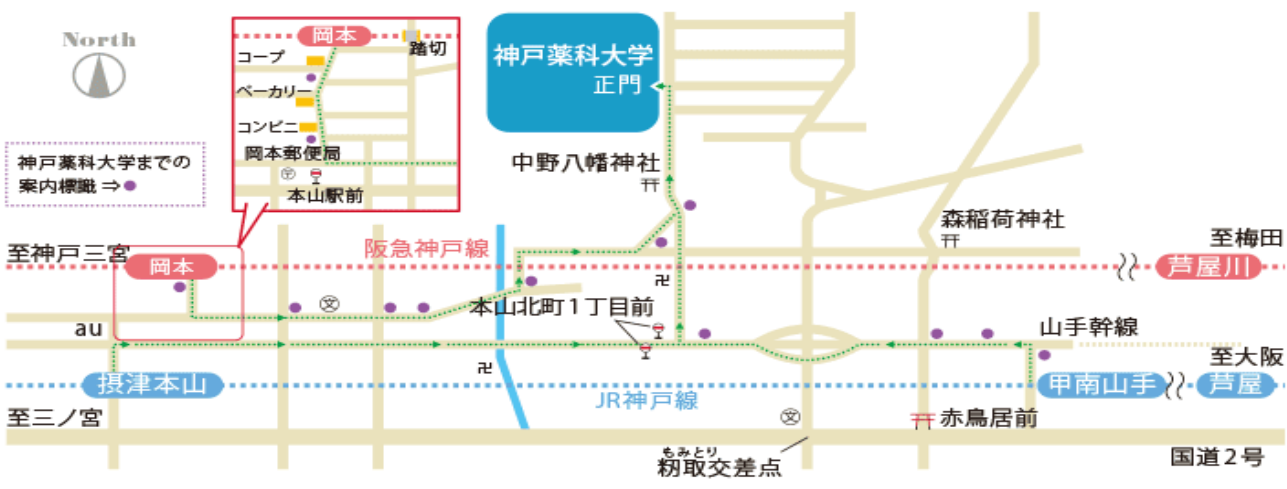 North
岡本
踏切
コープ
ベーカリー
コンビニ
岡本郵便局
本山駅前
神戸薬科大学
正門
神戸薬科大学までの
案内標識 ⇒
中野八幡神社
森稲荷神社
至神戸三宮
岡本
阪急神戸線
至梅田
芦屋川
文
本山北町1丁目前
au
山手幹線
摂津本山
JR神戸線
至大阪
甲南山手
芦屋
至三ノ宮
文
赤鳥居前
もみとり
籾取交差点
国道2号